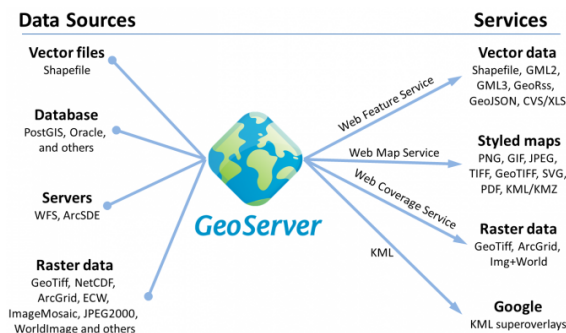 Data Sources
Services
Vector files
Shapefile
Database
PostGIS, Oracle,
and others
Servers
WFS, ArcSDE
Raster data
GeoTiff, NetCDF,
ArcGrid, ECW,
ImageMosaic, JPEG2000,
WorldImage and others
GeoServer
Web Feature Service
Web Map Service
Web Coverage Service
KML
Vector data
Shapefile, GML2,
GML3, GeoRss,
GeoJSON, CVS/XLS
Styled maps
PNG, GIF, JPEG,
TIFF, GeoTIFF, SVG,
PDF, KML/KMZ
Raster data
GeoTiff, ArcGrid,
Img+World
Google
KML superoverlays